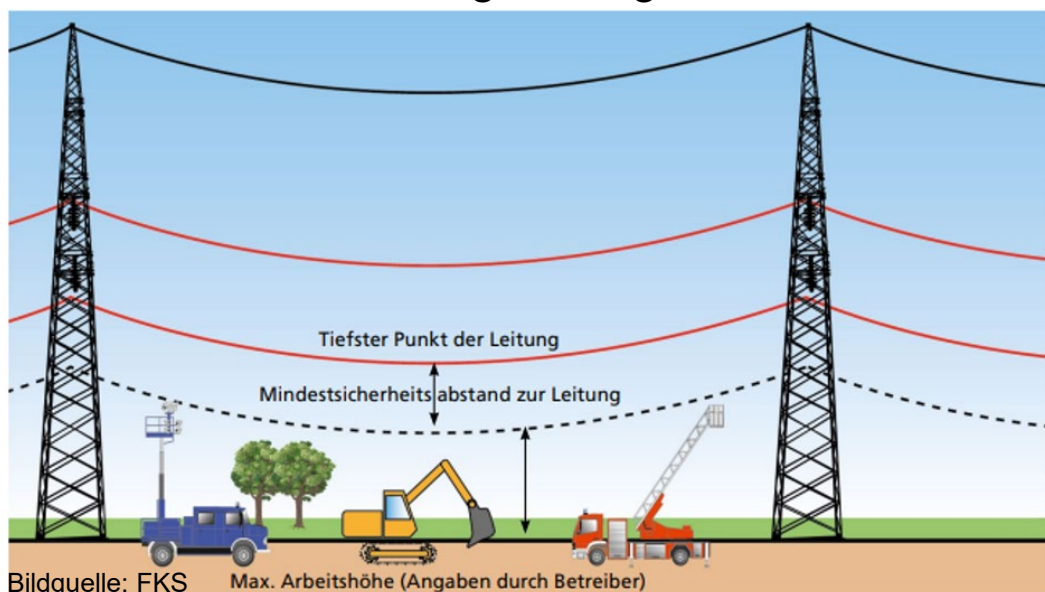 Tiefster Punkt der Leitung
Mindestsicherheitsabstand zur Leitung
Bildquelle: FKS
Max. Arbeitshöhe (Angaben durch Betreiber)